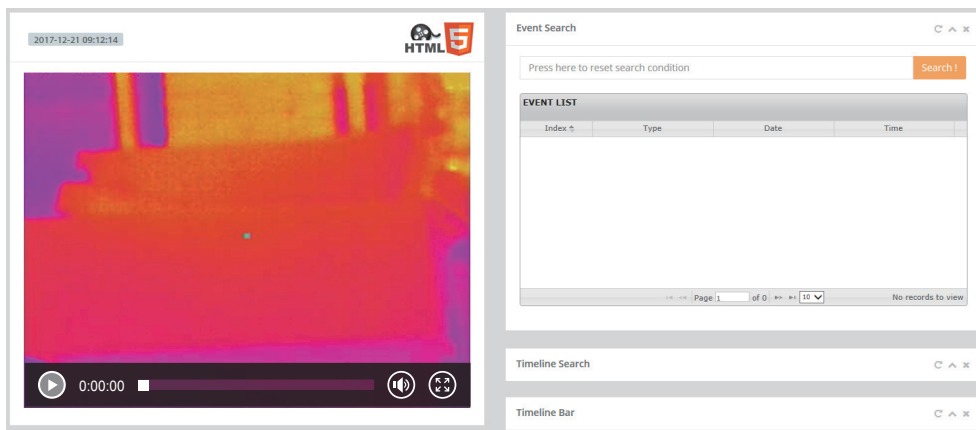 2017-12-21 09:12:14
HTML 5
0:00:00
Event Search
Press here to reset search condition
Search !
EVENT LIST
Index Type Date Time
Page 1 of 0 10 No records to view
Timeline Search
Timeline Bar